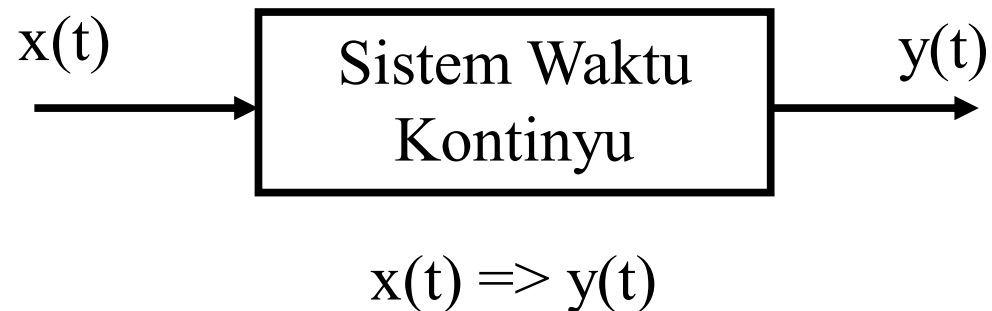 x(t)
Sistem Waktu
Kontinyu
y(t)
x(t) => y(t)